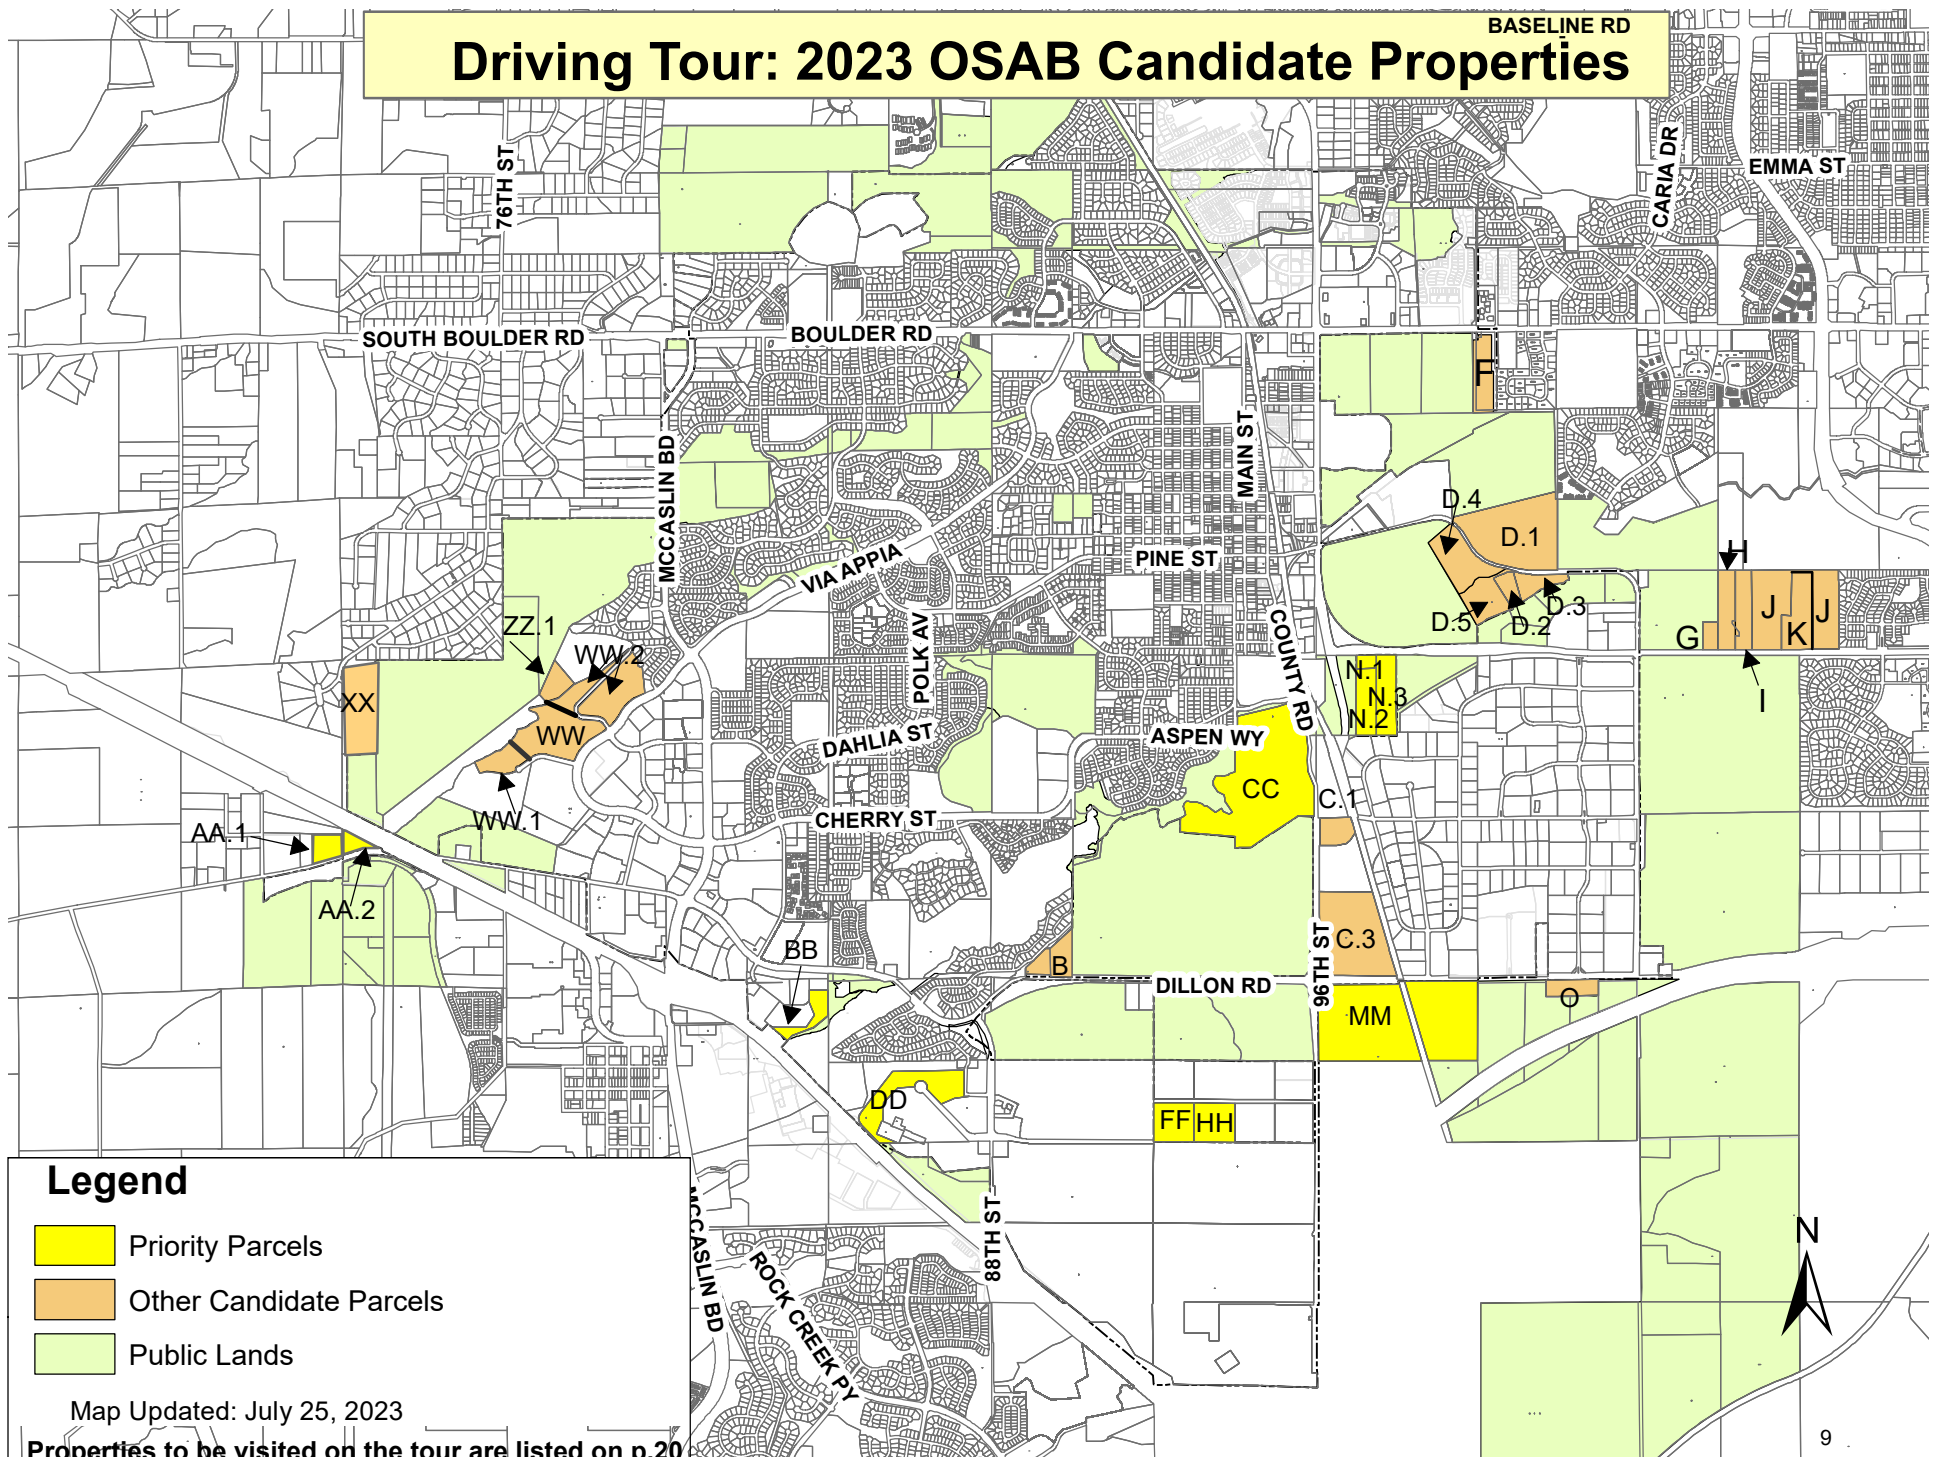 BASELINE RD
Driving Tour: 2023 OSAB Candidate Properties
76TH ST
CARIA DR
EMMA ST
SOUTH BOULDER RD
BOULDER RD
F
MCCASLIN BD
MAIN ST
D.4
D.1
VIA APPIA
PINE ST
H
D.3
D.5
D.2
J
J
K
G
I
ZZ.1
WW.2
POLK AV
COUNTY RD
N.1
N.3
N.2
XX
WW
DAHLIA ST
ASPEN WY
CC
C.1
WW.1
CHERRY ST
AA.1
AA.2
BB
B
C.3
96TH ST
DILLON RD
O
MM
DD
FF
HH
88TH ST
MCCASLIN BD
ROCK CREEK PY
N
Legend
Priority Parcels
Other Candidate Parcels
Public Lands
Map Updated: July 25, 2023
Properties to be visited on the tour are listed on p.20
9